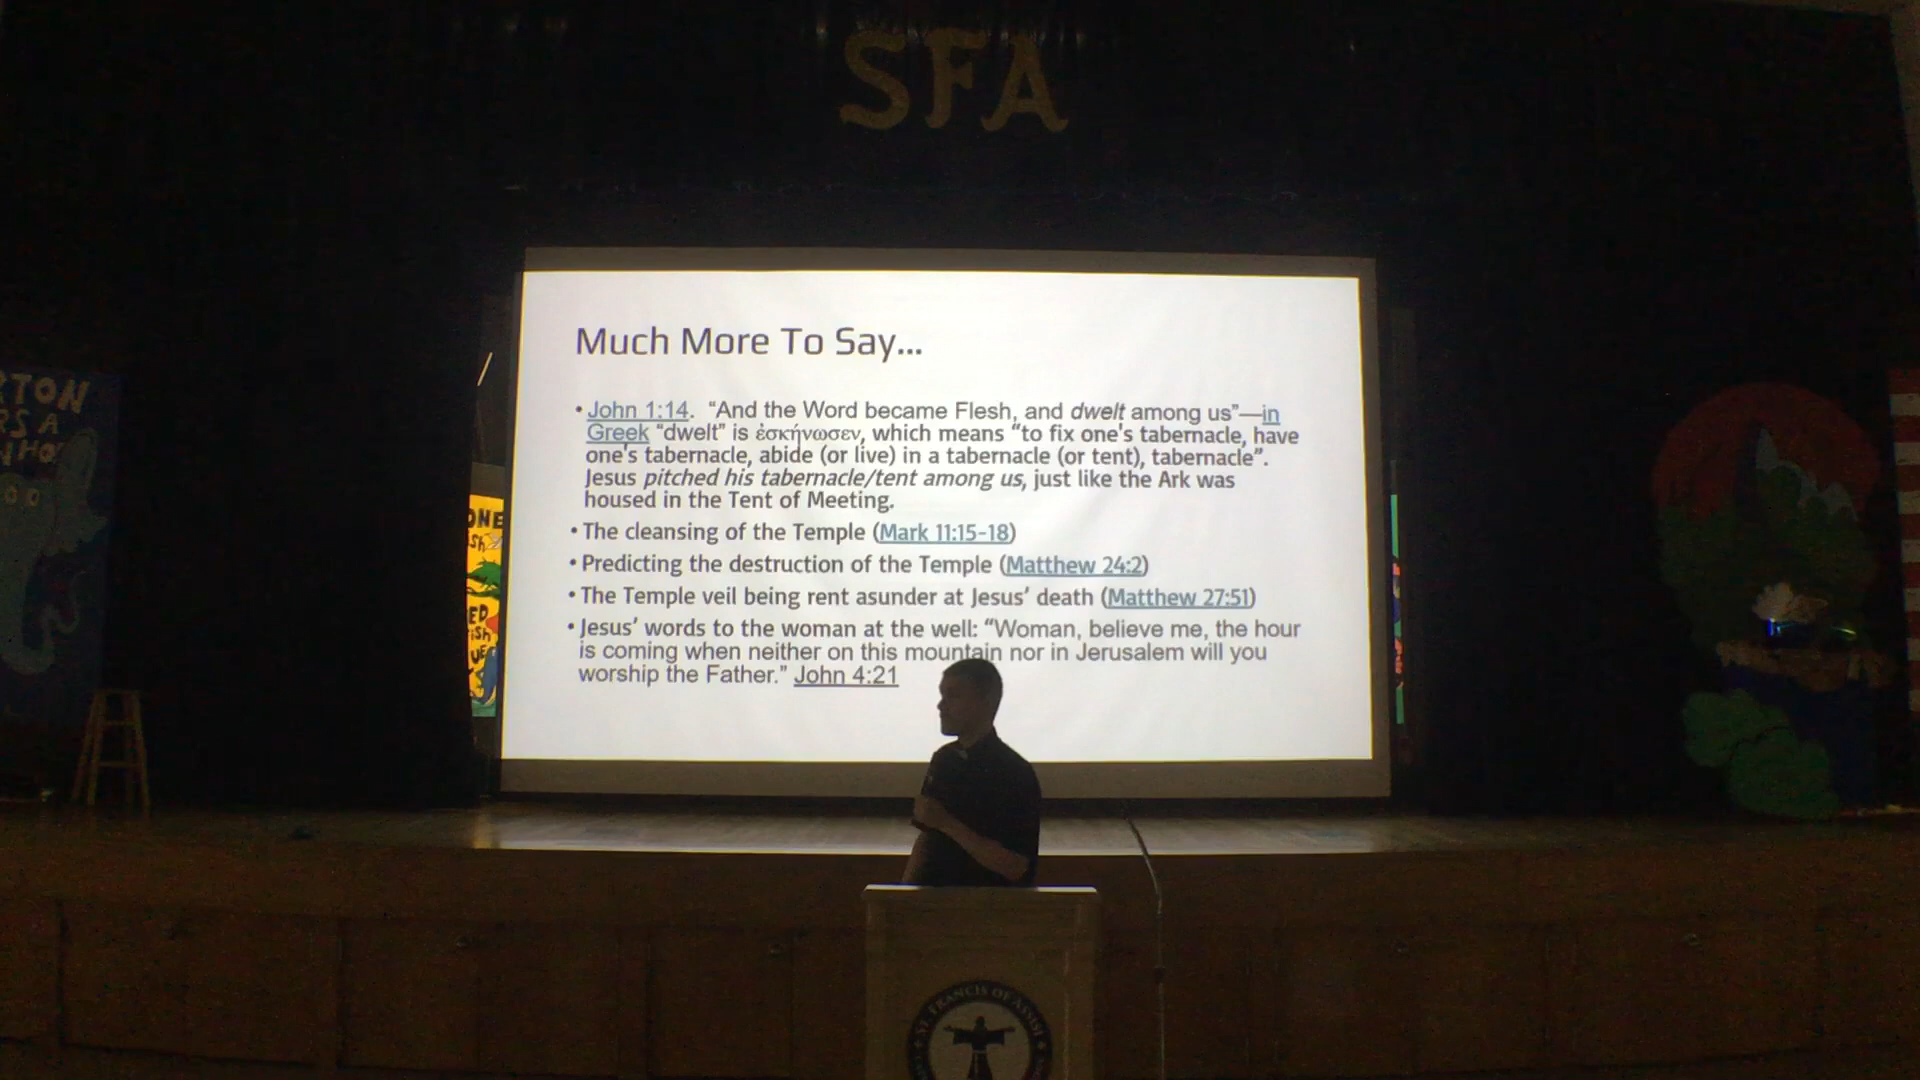 SFA
Much More To Say...
• John 1:14. “And the Word became Flesh, and dwelt among us”—in
Greek “dwelt” is ἐσκήνωσεν, which means “to fix one's tabernacle, have
one's tabernacle, abide (or live) in a tabernacle (or tent), tabernacle”.
Jesus pitched his tabernacle/tent among us, just like the Ark was
housed in the Tent of Meeting.
• The cleansing of the Temple (Mark 11:15-18)
• Predicting the destruction of the Temple (Matthew 24:2)
• The Temple veil being rent asunder at Jesus’ death (Matthew 27:51)
• Jesus’ words to the woman at the well: “Woman, believe me, the hour
is coming when neither on this mountain nor in Jerusalem will you
worship the Father.” John 4:21
RTON
RS A
ONE
ish
ED
ish
ST. FRANCIS OF ASSISI